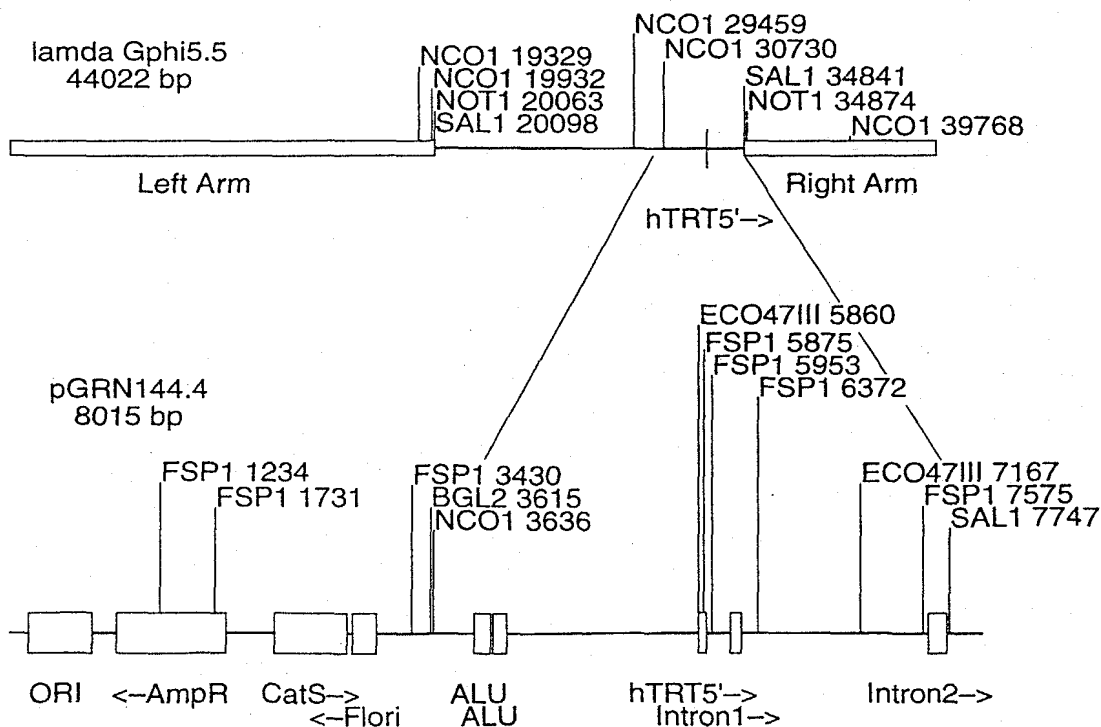 lamda Gphi5.5
44022 bp
NCO1 19329
NCO1 19932
NOT1 20063
SAL1 20098
NCO1 29459
NCO1 30730
SAL1 34841
NOT1 34874
NCO1 39768
Left Arm
Right Arm
hTRT5'–>
pGRN144.4
8015 bp
ECO47III 5860
FSP1 5875
FSP1 5953
FSP1 6372
FSP1 1234
FSP1 1731
FSP1 3430
BGL2 3615
NCO1 3636
ECO47III 7167
FSP1 7575
SAL1 7747
ORI
<–AmpR
CatS–>
<–Flori
ALU
ALU
hTRT5'–>
Intron1–>
Intron2–>